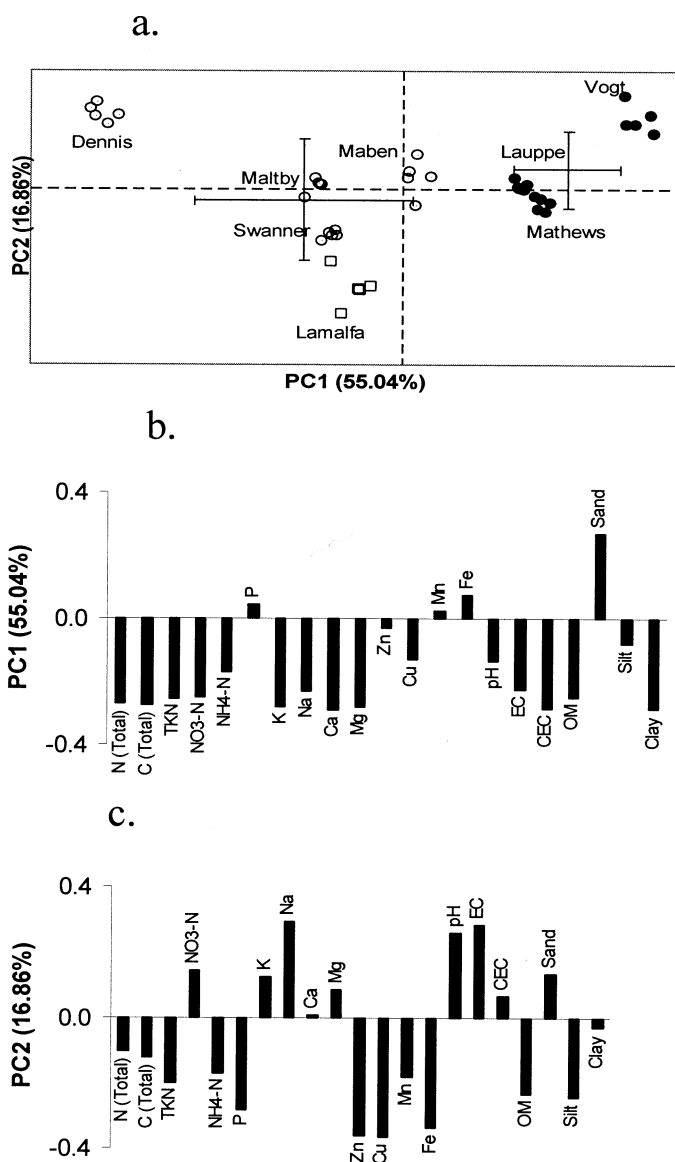 a.
Vogt
Dennis
Maben
Lauppe
Maltby
Swanner
Mathews
Lamalfa
PC2 (16.86%)
PC1 (55.04%)
b.
0.4
0.0
-0.4
PC1 (55.04%)
N (Total)
C (Total)
TKN
NO3-N
NH4-N
P
K
Na
Ca
Mg
Zn
Cu
Mn
Fe
pH
EC
CEC
OM
Sand
Silt
Clay
c.
0.4
0.0
-0.4
PC2 (16.86%)
N (Total)
C (Total)
TKN
NO3-N
NH4-N
P
K
Na
Ca
Mg
Zn
Cu
Mn
Fe
pH
EC
CEC
OM
Sand
Silt
Clay